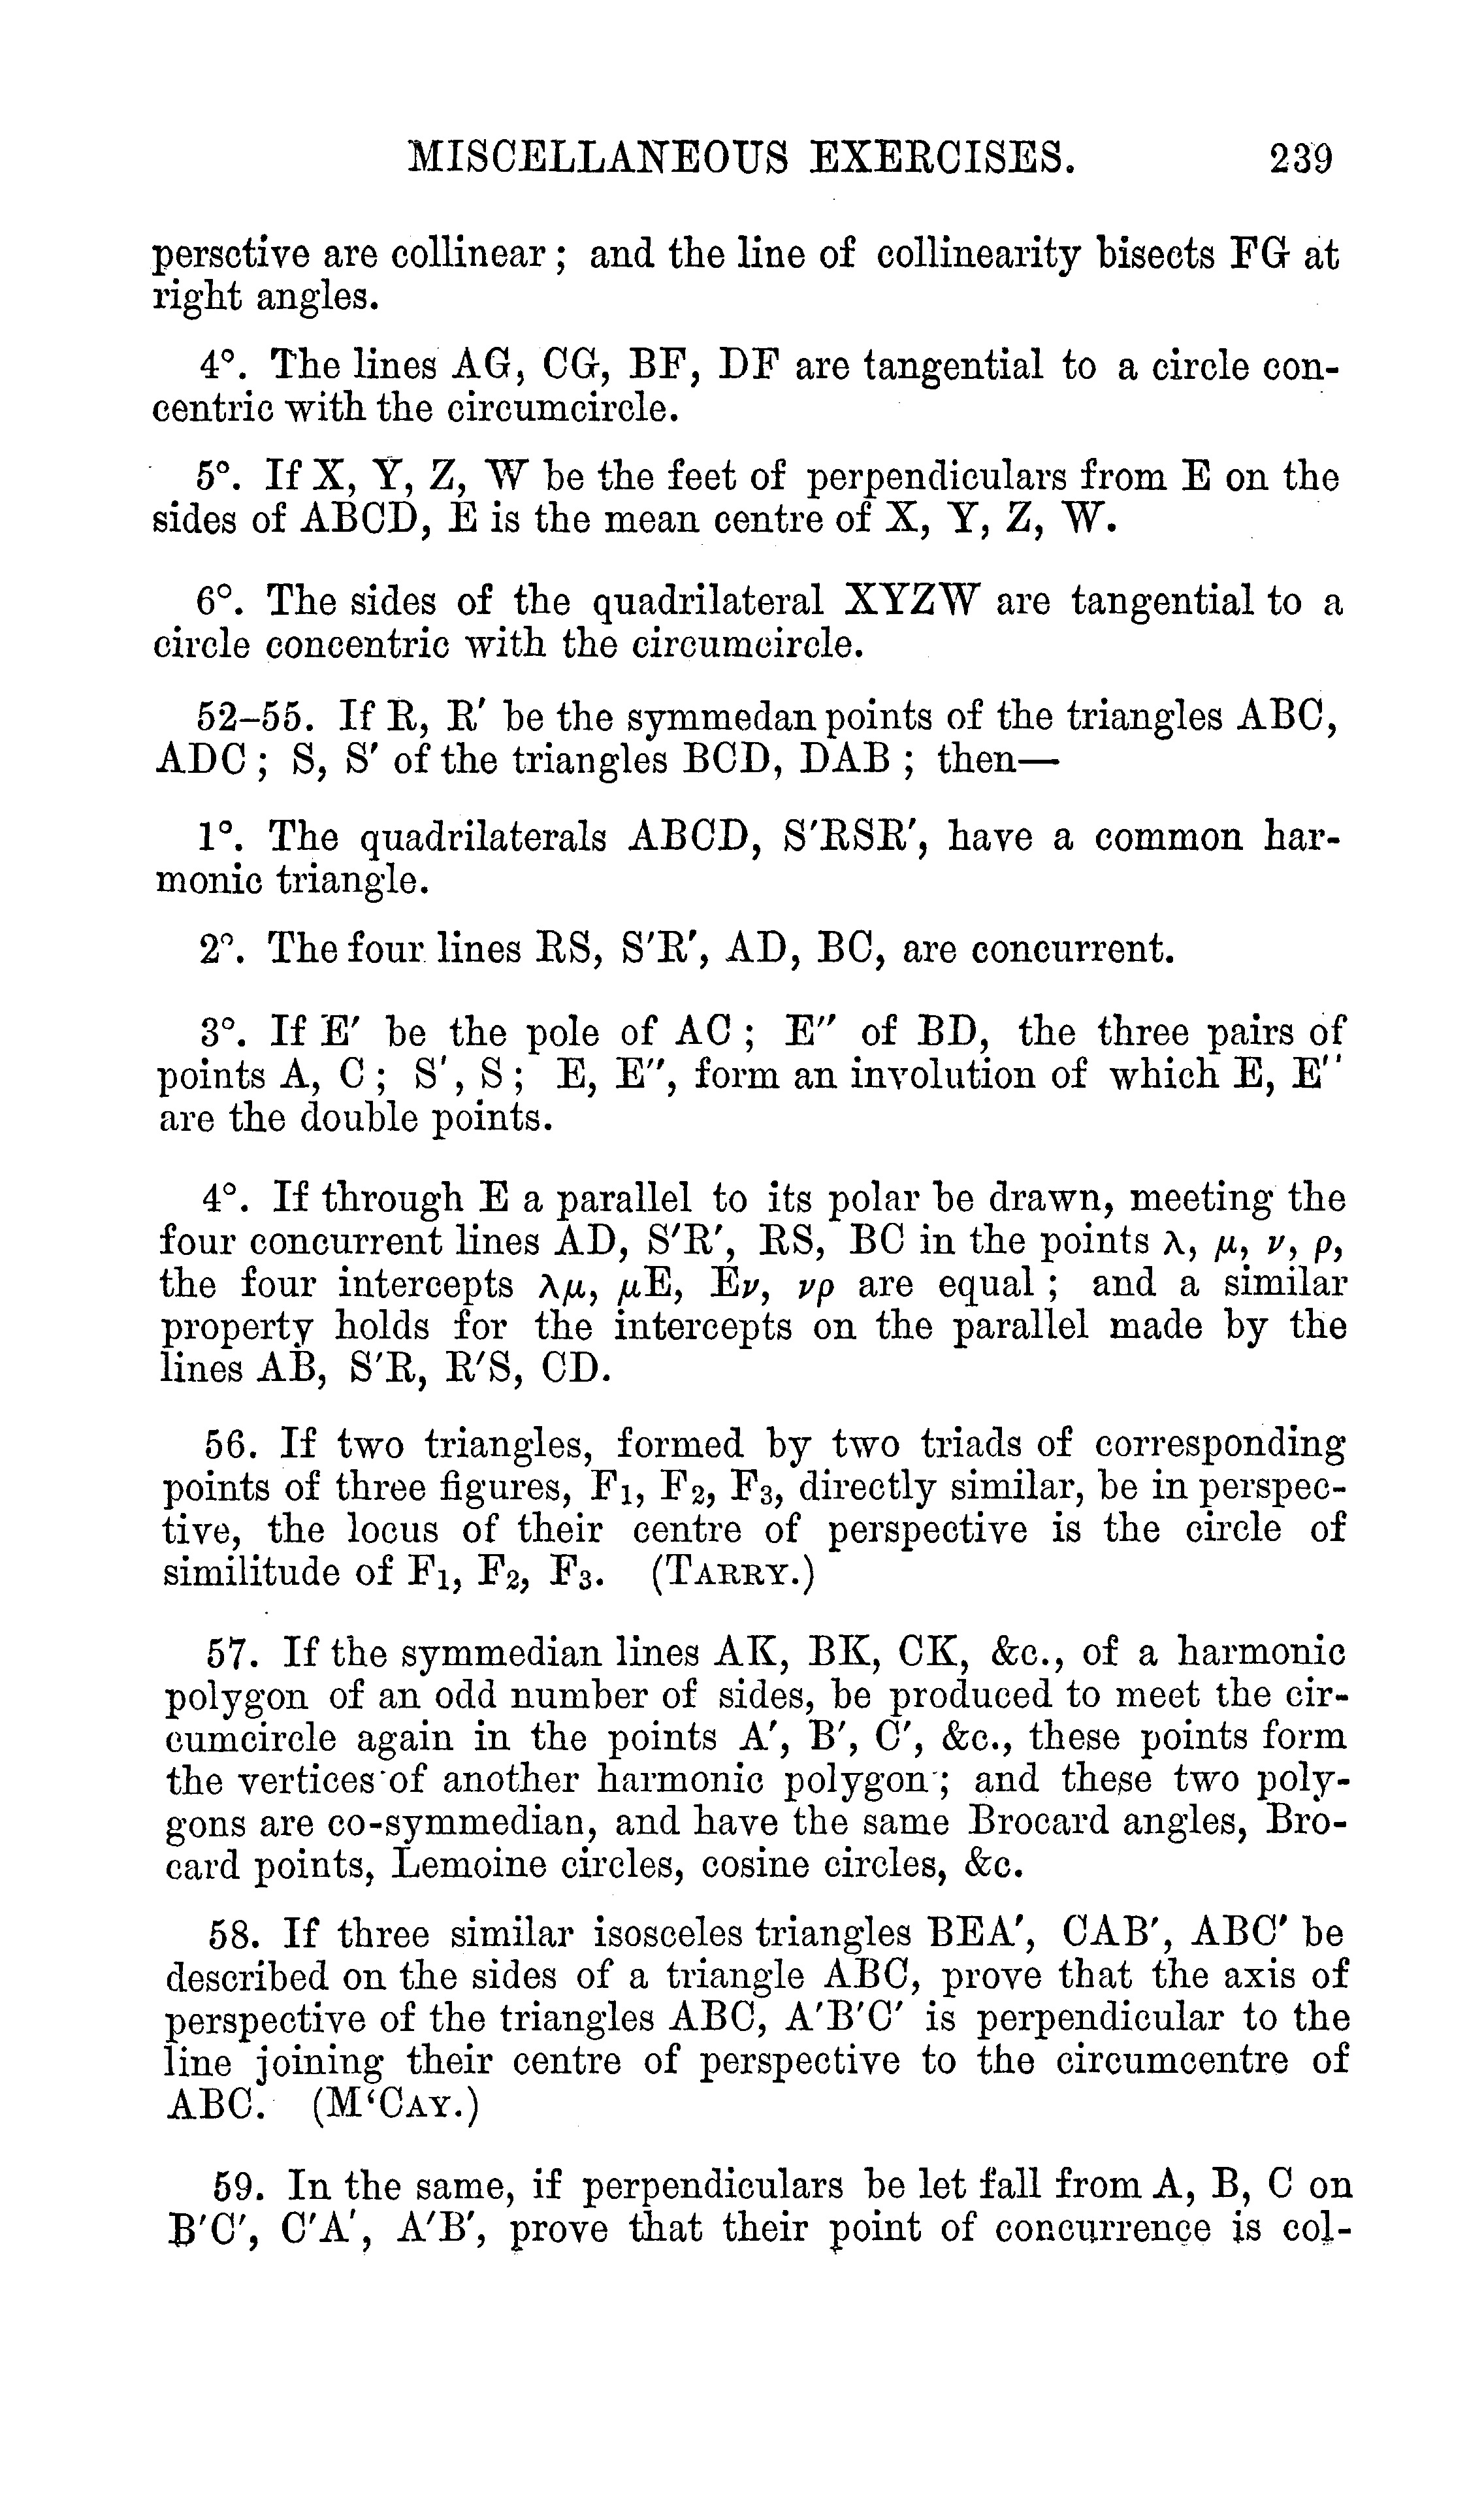 MISCELLANEOUS EXERCISES. 239
persctive are collinear; and the line of collinearity bisects FG at
right angles.
4°. The lines AG, CG, BF, DF are tangential to a circle con-
centric with the circumcircle.
5°. If X, Y, Z, W be the feet of perpendiculars from E on the
sides of ABCD, E is the mean centre of X, Y, Z, W.
6°. The sides of the quadrilateral XYZW are tangential to a
circle concentric with the circumcircle.
52–55. If R, R′ be the symmedan points of the triangles ABC,
ADC; S, S′ of the triangles BCD, DAB; then—
1°. The quadrilaterals ABCD, S′RSR′, have a common har-
monic triangle.
2°. The four lines RS, S′R′, AD, BC, are concurrent.
3°. If E′ be the pole of AC; E″ of BD, the three pairs of
points A, C; S′, S; E, E″, form an involution of which E, E″
are the double points.
4°. If through E a parallel to its polar be drawn, meeting the
four concurrent lines AD, S′R′, RS, BC in the points λ, μ, ν, ρ,
the four intercepts λμ, μE, Eν, νρ are equal; and a similar
property holds for the intercepts on the parallel made by the
lines AB, S′R, R′S, CD.
56. If two triangles, formed by two triads of corresponding
points of three figures, F₁, F₂, F₃, directly similar, be in perspec-
tive, the locus of their centre of perspective is the circle of
similitude of F₁, F₂, F₃. (TARRY.)
57. If the symmedian lines AK, BK, CK, &c., of a harmonic
polygon of an odd number of sides, be produced to meet the cir-
cumcircle again in the points A′, B′, C′, &c., these points form
the vertices of another harmonic polygon; and these two poly-
gons are co-symmedian, and have the same Brocard angles, Bro-
card points, Lemoine circles, cosine circles, &c.
58. If three similar isosceles triangles BEA′, CAB′, ABC′ be
described on the sides of a triangle ABC, prove that the axis of
perspective of the triangles ABC, A′B′C′ is perpendicular to the
line joining their centre of perspective to the circumcentre of
ABC. (M‘CAY.)
59. In the same, if perpendiculars be let fall from A, B, C on
B′C′, C′A′, A′B′, prove that their point of concurrence is col-